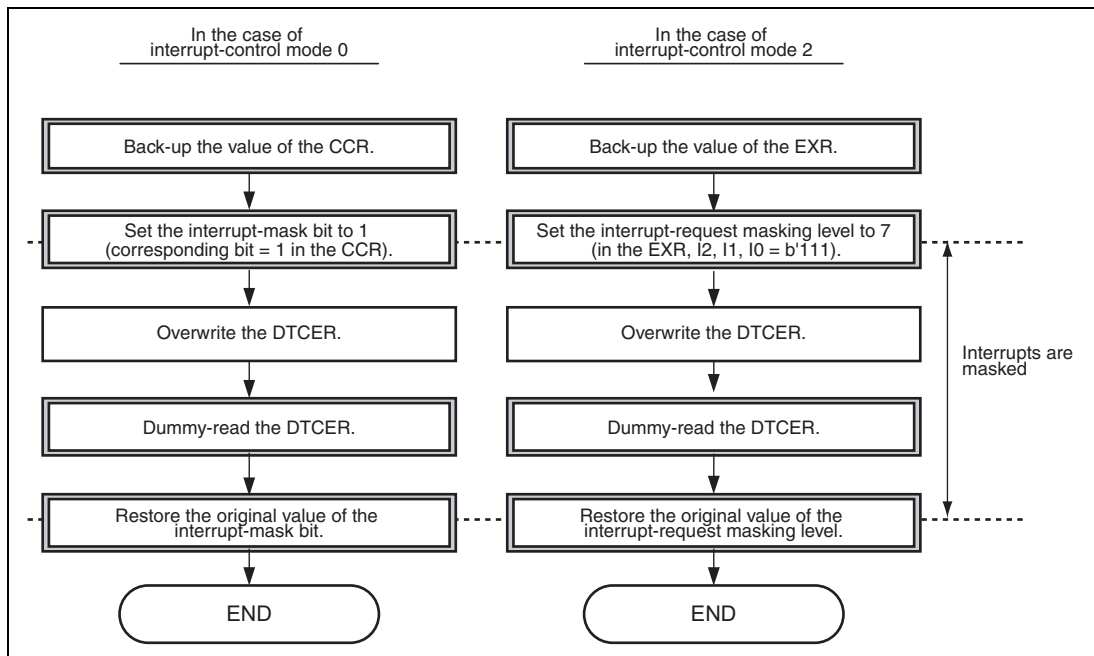 In the case of
interrupt-control mode 0
Back-up the value of the CCR.
Set the interrupt-mask bit to 1
(corresponding bit = 1 in the CCR).
Overwrite the DTCER.
Dummy-read the DTCER.
Restore the original value of the
interrupt-mask bit.
END
In the case of
interrupt-control mode 2
Back-up the value of the EXR.
Set the interrupt-request masking level to 7
(in the EXR, I2, I1, I0 = b'111).
Overwrite the DTCER.
Dummy-read the DTCER.
Restore the original value of the
interrupt-request masking level.
END
Interrupts are
masked